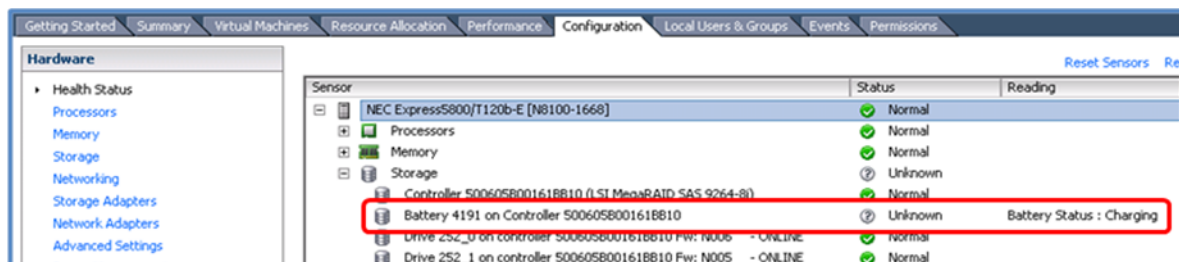 Getting Started Summary Virtual Machines Resource Allocation Performance Configuration Local Users & Groups Events Permissions
Hardware
Reset Sensors Re
Health Status
Processors
Memory
Storage
Networking
Storage Adapters
Network Adapters
Advanced Settings
Sensor Status Reading
NEC Express5800/T120b-E [N8100-1668] Normal
Processors Normal
Memory Normal
Storage Unknown
Controller 500605B00161BB10 (LSI MegaRAID SAS 9264-8i) Normal
Battery 4191 on Controller 500605B00161BB10 Unknown Battery Status : Charging
Drive 252_0 on controller 500605B00161BB10 Fw: N006 - ONLINE Normal
Drive 252_1 on controller 500605B00161BB10 Fw: N005 - ONLINE Normal